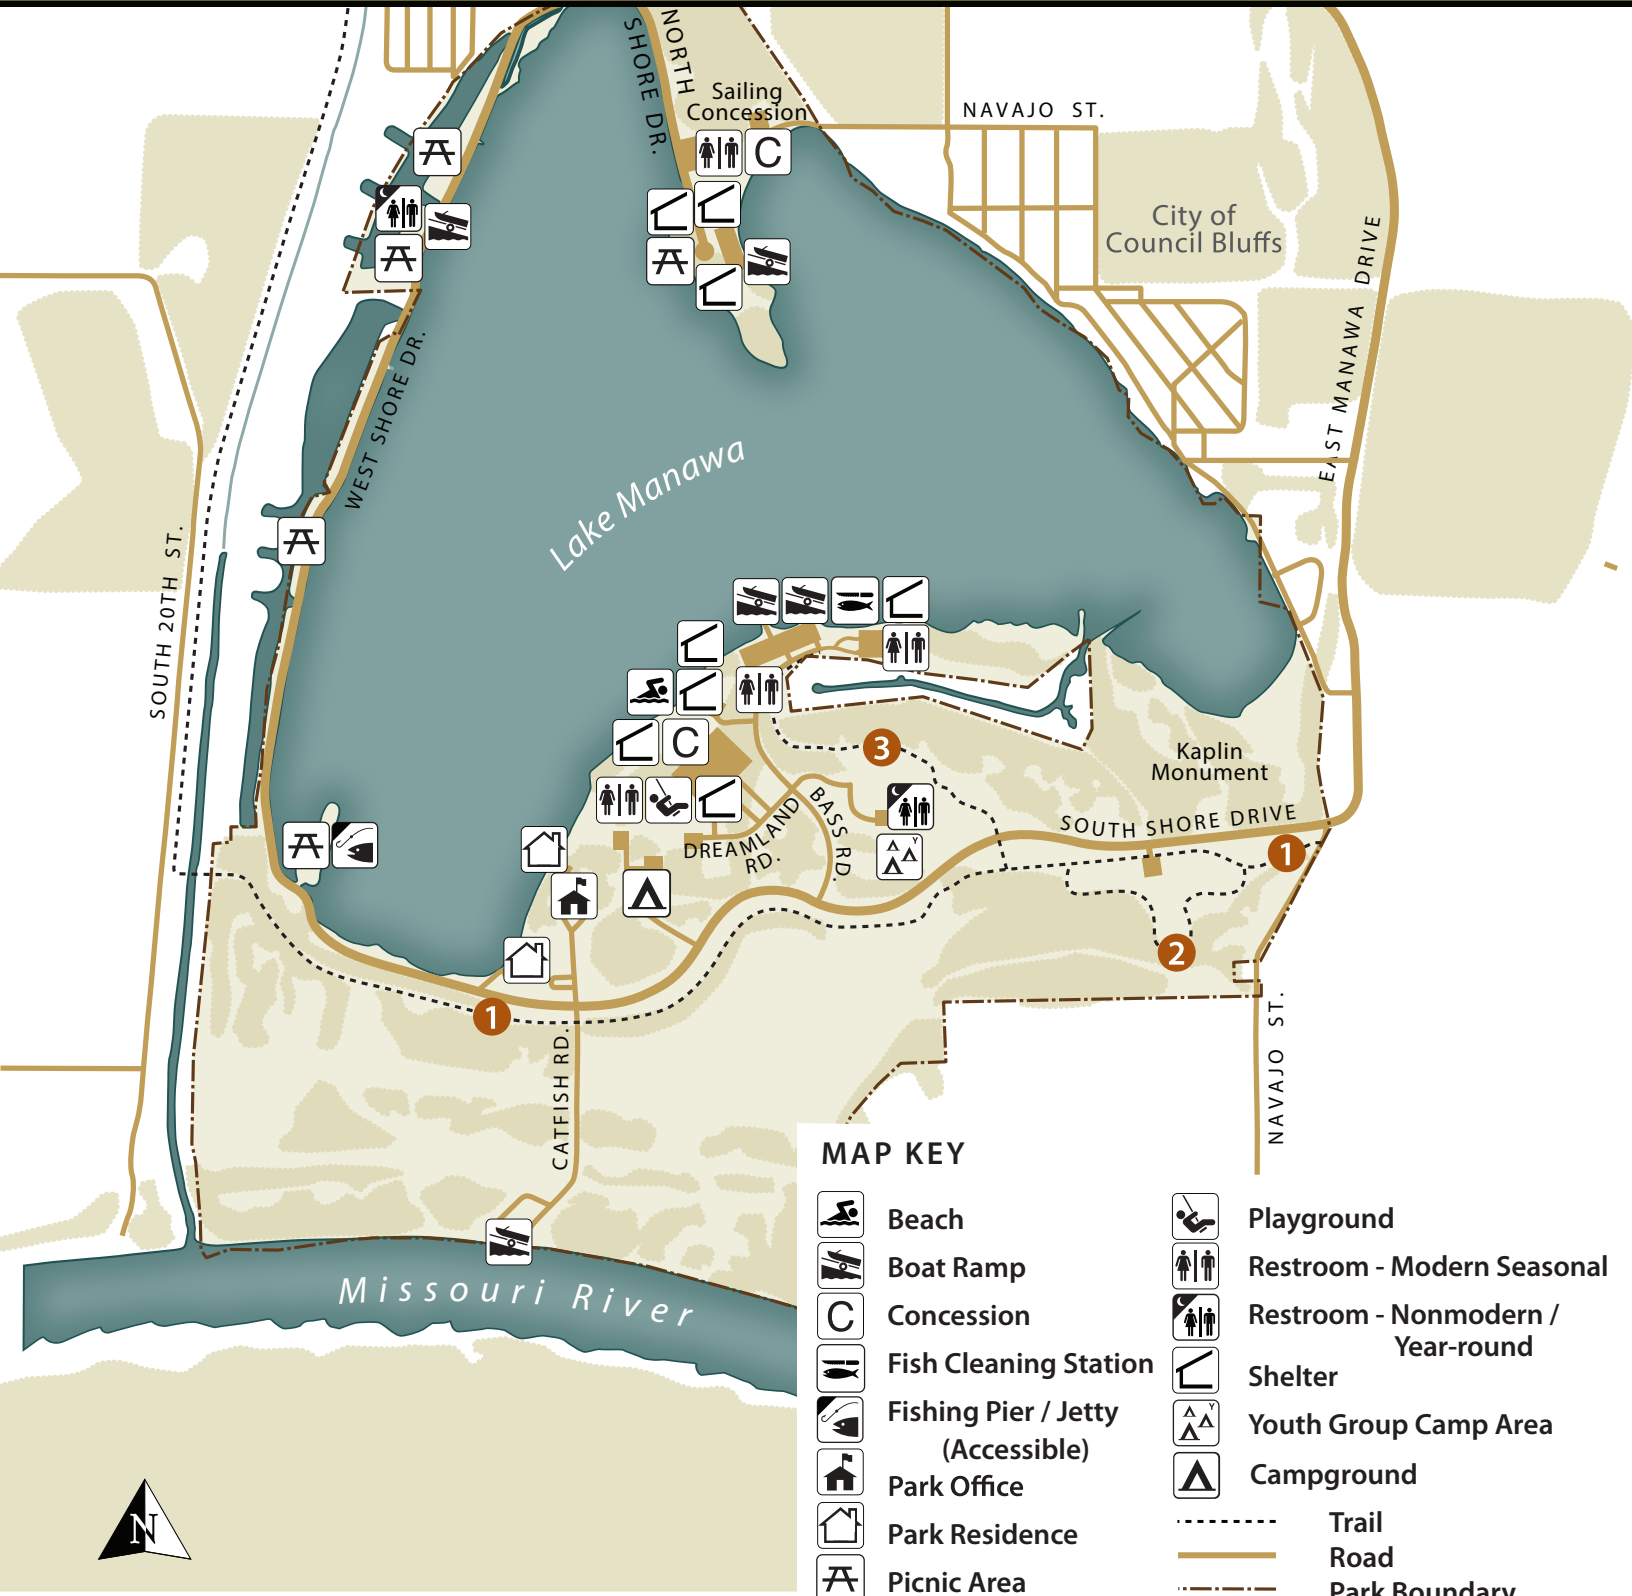 NORTH
SHORE DR.
Sailing
Concession
C
NAVAJO ST.
City of
Council Bluffs
EAST MANAWA DRIVE
WEST SHORE DR.
Lake Manawa
SOUTH 20TH ST.
C
3
Kaplin
Monument
BASS RD.
DREAMLAND
RD.
Y
SOUTH SHORE DRIVE
1
2
1
CATFISH RD.
NAVAJO ST.
Missouri River
N
MAP KEY
Beach
Boat Ramp
C Concession
Fish Cleaning Station
Fishing Pier / Jetty
(Accessible)
Park Office
Park Residence
Picnic Area
Playground
Restroom - Modern Seasonal
Restroom - Nonmodern /
Year-round
Shelter
Y Youth Group Camp Area
Campground
Trail
Road
Park Boundary